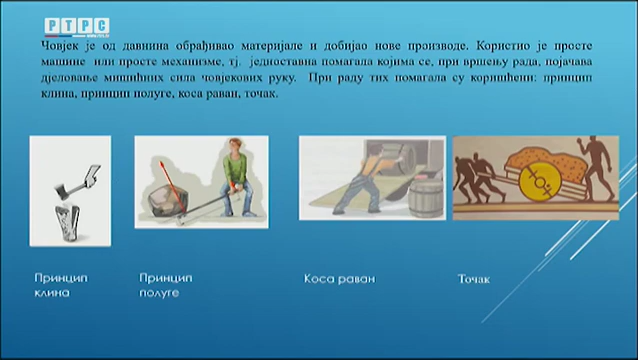 РТРС
Човјек је од давнина обрађивао материјале и добијао нове производе. Користио је просте
машине или просте механизме, тј. једноставна помагала којима се, при вршењу рада, појачава
дјеловање мишићних сила човјекових руку. При раду тих помагала су коришћени: принцип
клина, принцип полуге, коса раван, точак.
Принцип
клина
Принцип
полуге
Коса раван
Точак